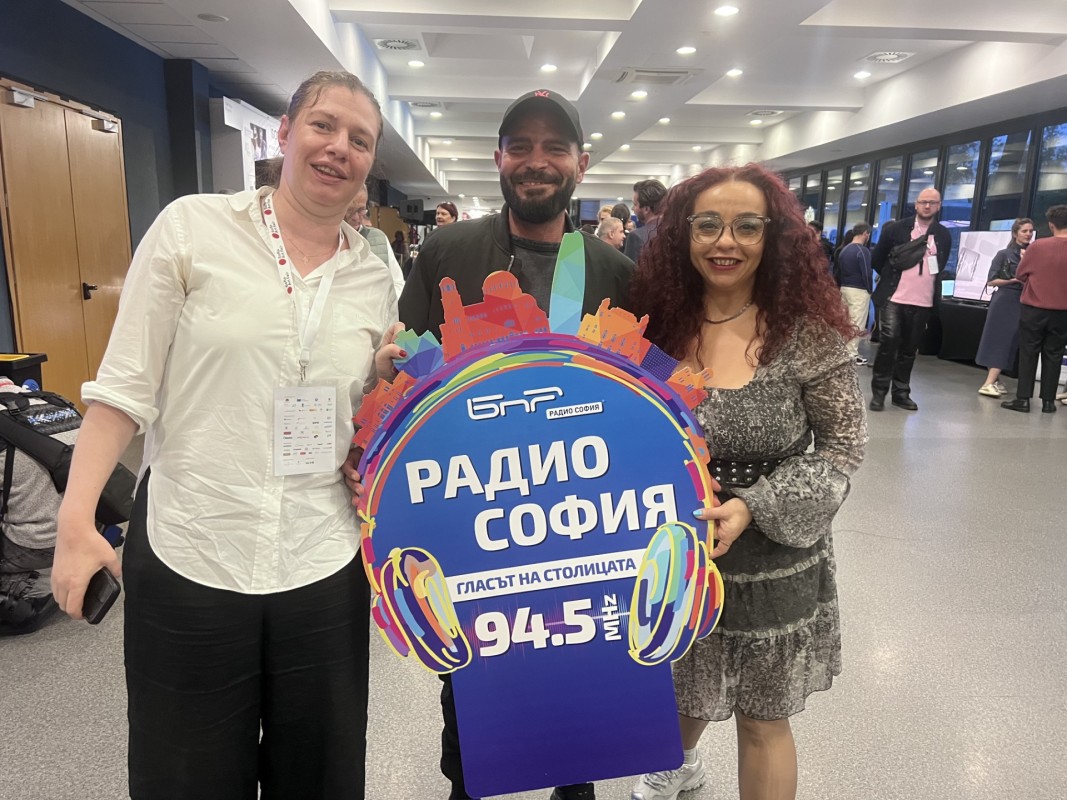 БНР
РАДИО СОФИЯ
РАДИО
СОФИЯ
ГЛАСЪТ НА СТОЛИЦАТА
94.5 MHz